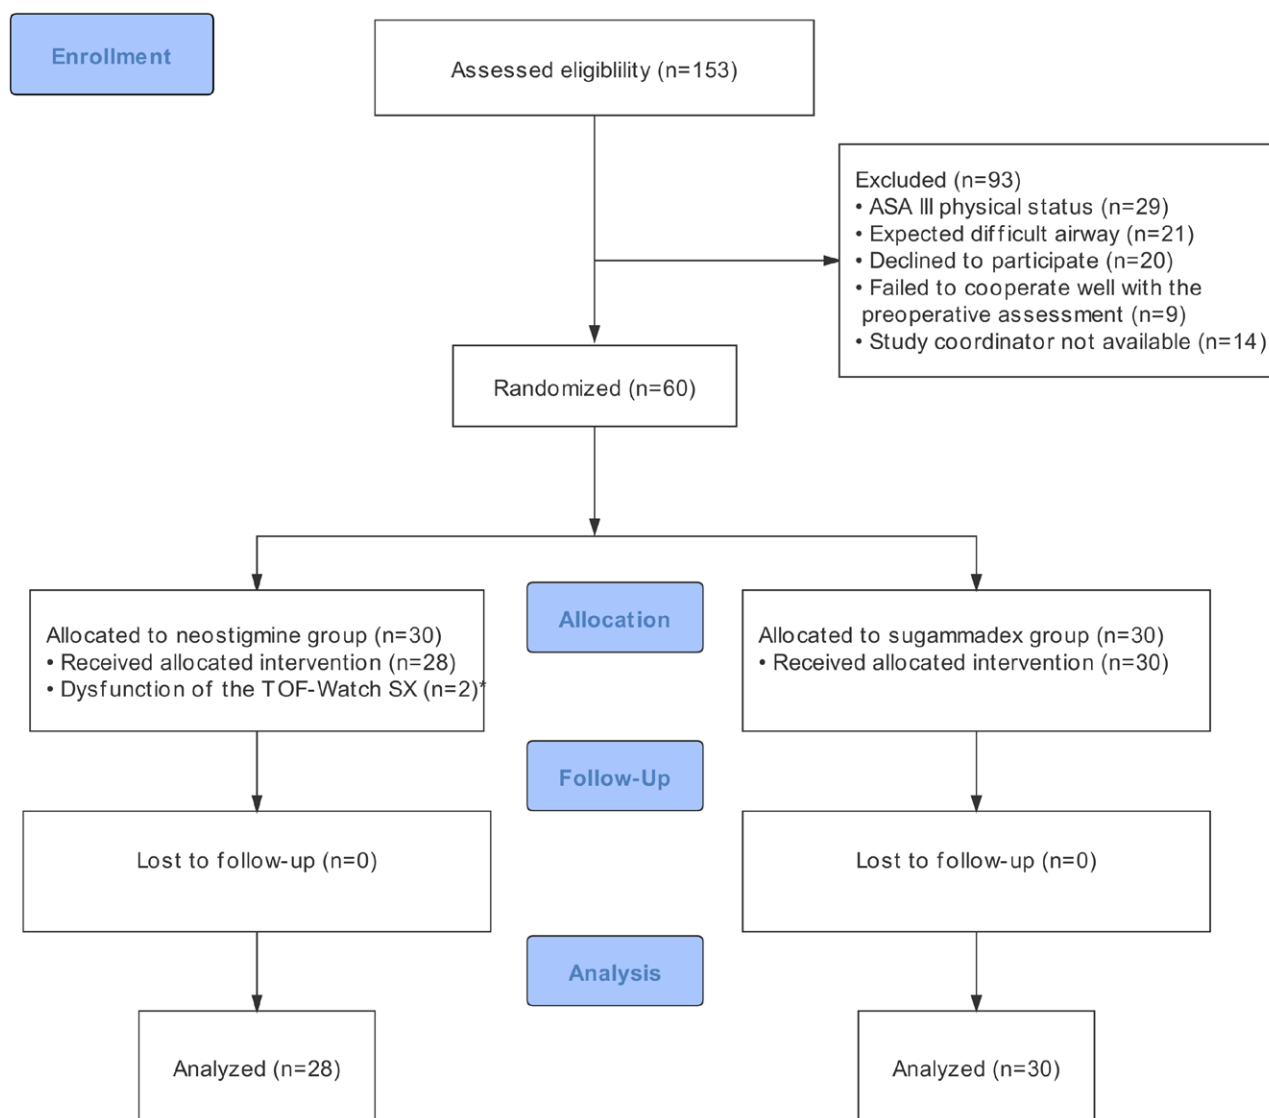 Enrollment
Assessed eligiblility (n=153)
Excluded (n=93)
• ASA III physical status (n=29)
• Expected difficult airway (n=21)
• Declined to participate (n=20)
• Failed to cooperate well with the
preoperative assessment (n=9)
• Study coordinator not available (n=14)
Randomized (n=60)
Allocation
Allocated to neostigmine group (n=30)
• Received allocated intervention (n=28)
• Dysfunction of the TOF-Watch SX (n=2)*
Allocated to sugammadex group (n=30)
• Received allocated intervention (n=30)
Follow-Up
Lost to follow-up (n=0)
Lost to follow-up (n=0)
Analysis
Analyzed (n=28)
Analyzed (n=30)